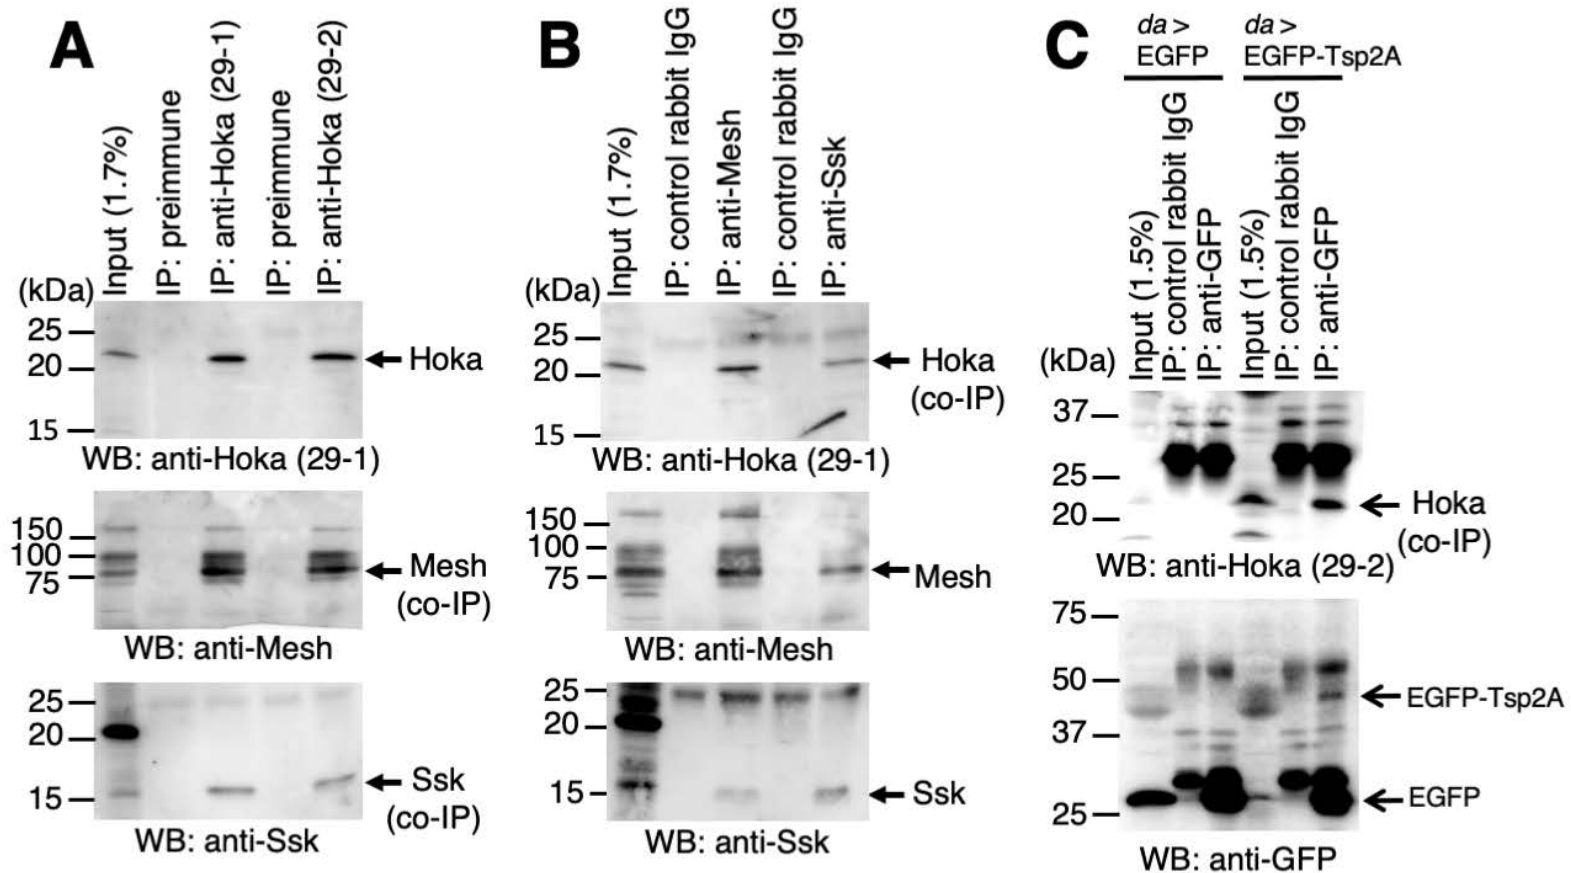 A
Input (1.7%)
IP: preimmune
IP: anti-Hoka (29-1)
IP: preimmune
IP: anti-Hoka (29-2)
(kDa)
25
20
15
Hoka
WB: anti-Hoka (29-1)
150
100
75
Mesh
(co-IP)
WB: anti-Mesh
25
20
15
Ssk
(co-IP)
WB: anti-Ssk
B
Input (1.7%)
IP: control rabbit IgG
IP: anti-Mesh
IP: control rabbit IgG
IP: anti-Ssk
(kDa)
25
20
15
Hoka
(co-IP)
WB: anti-Hoka (29-1)
150
100
75
Mesh
WB: anti-Mesh
25
20
15
Ssk
WB: anti-Ssk
C
da >
EGFP
da >
EGFP-Tsp2A
Input (1.5%)
IP: control rabbit IgG
IP: anti-GFP
Input (1.5%)
IP: control rabbit IgG
IP: anti-GFP
(kDa)
37
25
20
Hoka
(co-IP)
WB: anti-Hoka (29-2)
75
50
37
25
EGFP-Tsp2A
EGFP
WB: anti-GFP